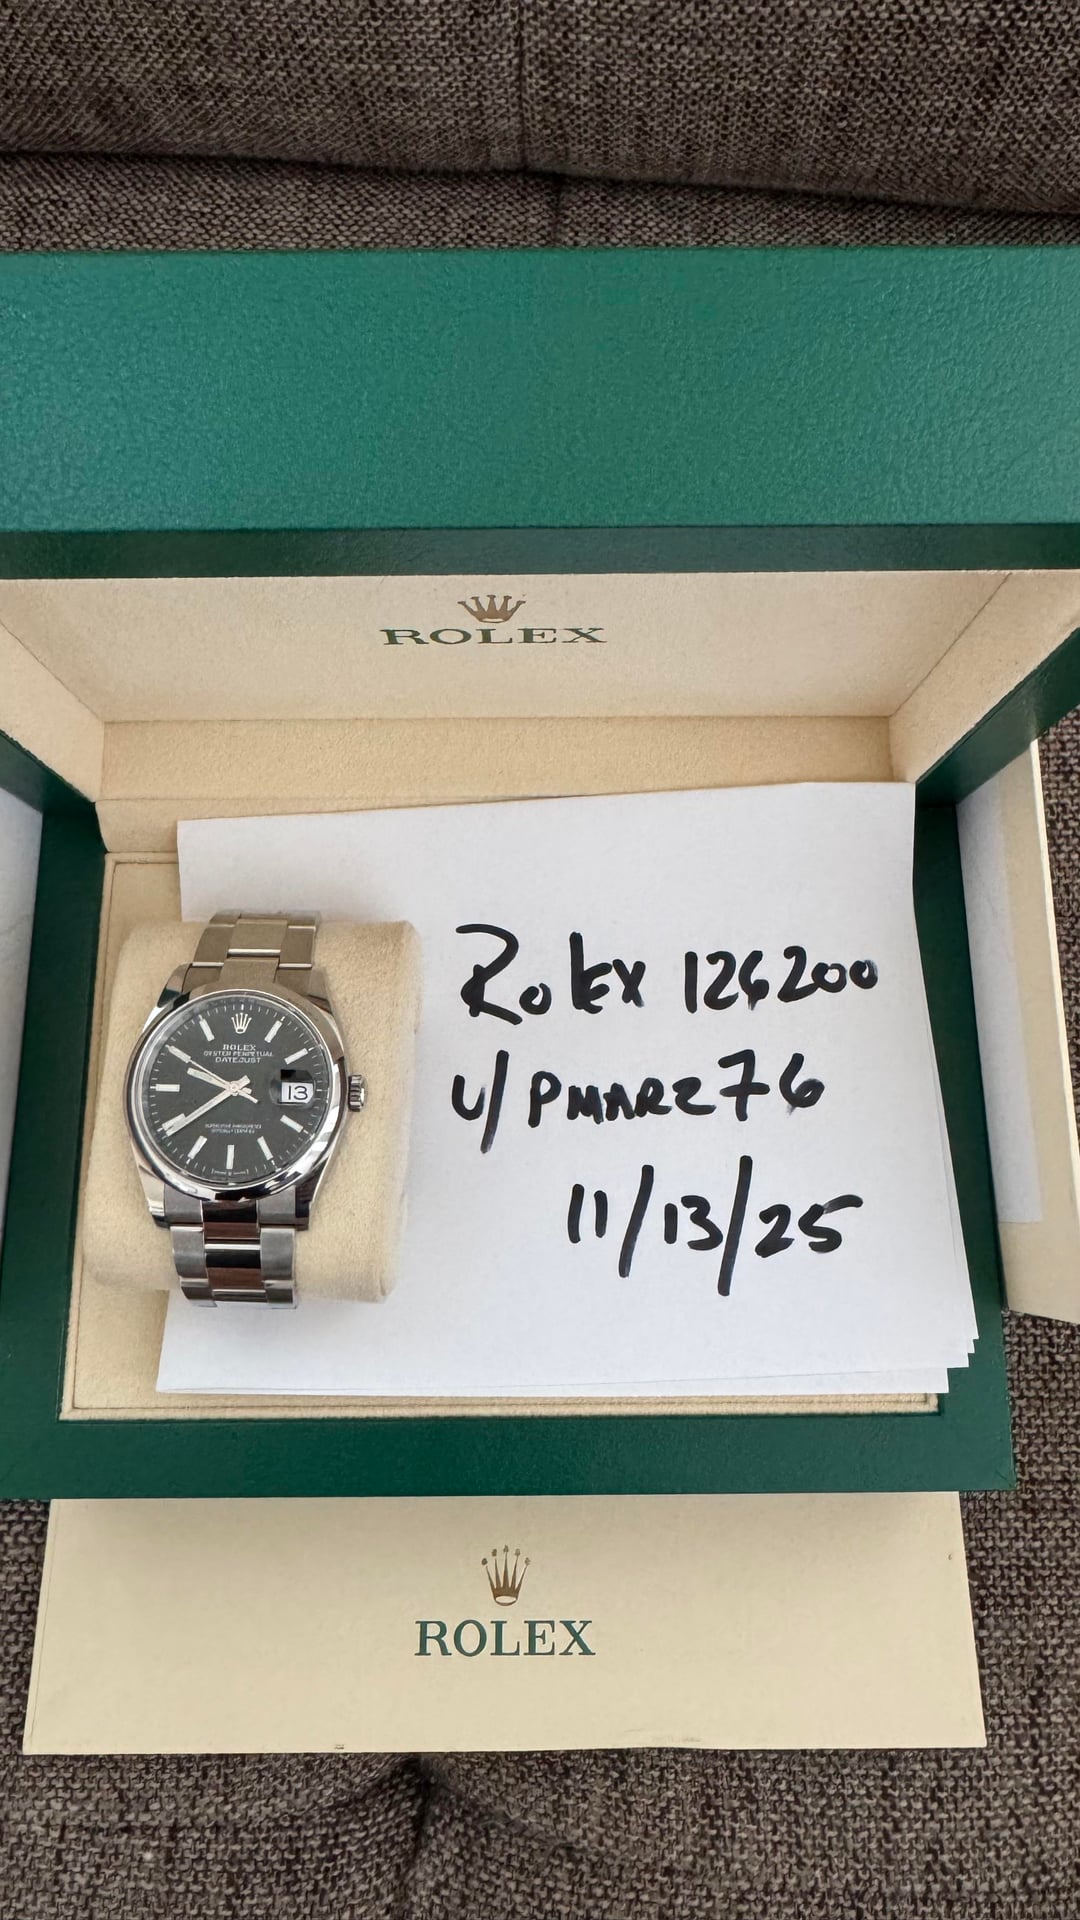 ROLEX
Rolex 126200
u/PMARZ76
11/13/25
ROLEX
OYSTER PERPETUAL
DATEJUST
13
ROLEX